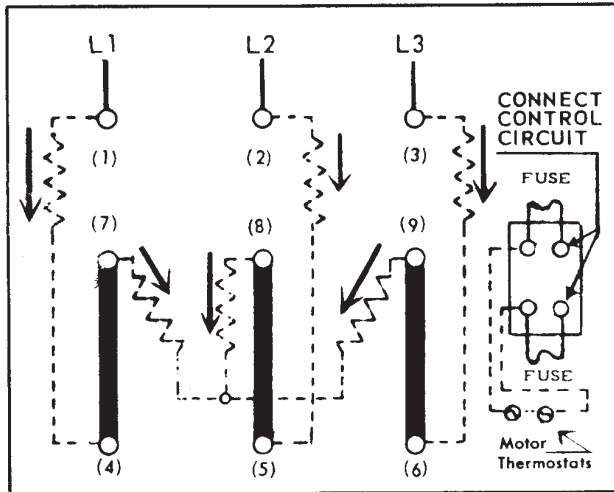 L1
L2
L3
CONNECT
CONTROL
CIRCUIT
(1)
(2)
(3)
FUSE
(7)
(8)
(9)
FUSE
(4)
(5)
(6)
Motor
Thermostats